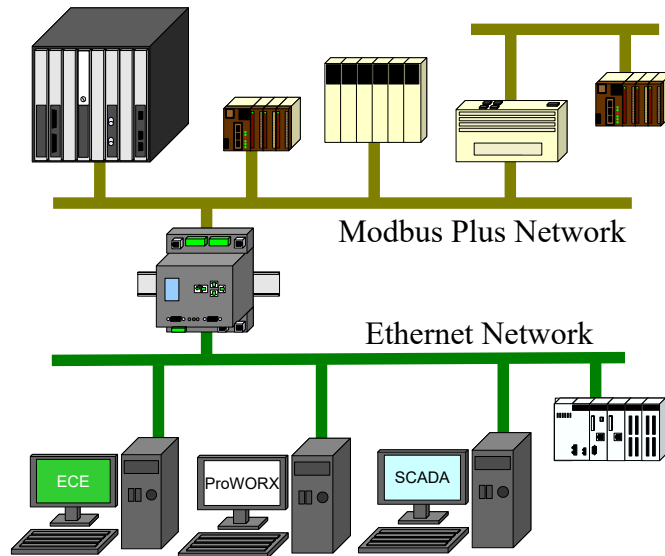 Modbus Plus Network
Ethernet Network
ECE
ProWORX
SCADA